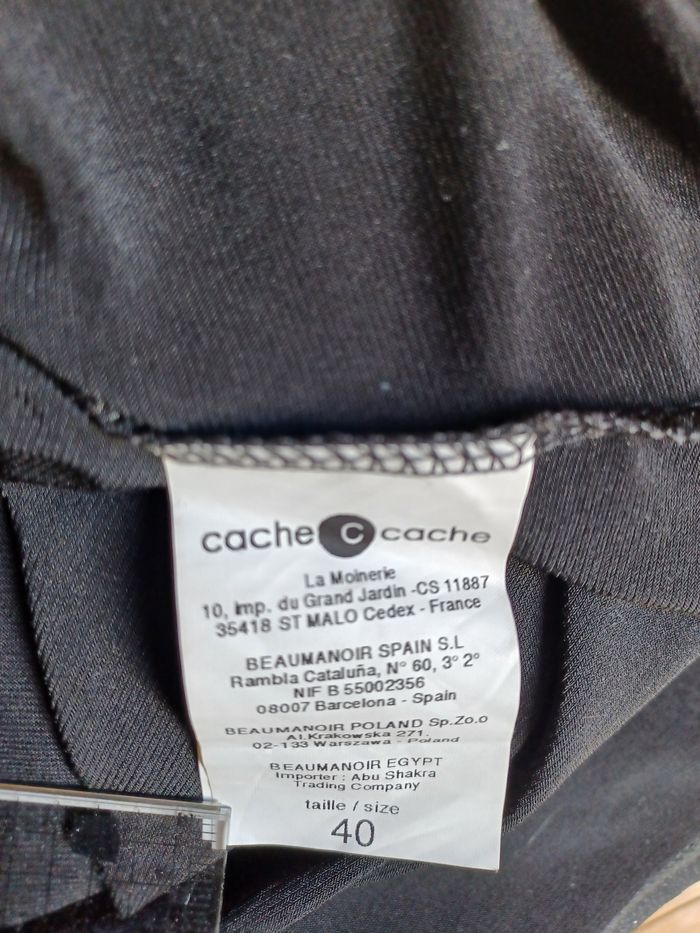 cache C cache
La Moinerie
10, imp. du Grand Jardin -CS 11887
35418 ST MALO Cedex - France
BEAUMANOIR SPAIN S.L
Rambla Cataluña, N° 60, 3° 2°
NIF B 55002356
08007 Barcelona - Spain
BEAUMANOIR POLAND Sp.Zo.o
Al.Krakowska 271.
02-133 Warszawa - Poland
BEAUMANOIR EGYPT
Importer : Abu Shakra
Trading Company
taille / size
40